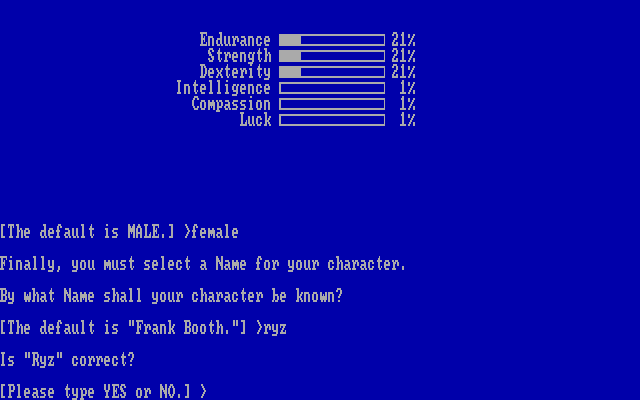 Endurance 21%
Strength 21%
Dexterity 21%
Intelligence 1%
Compassion 1%
Luck 1%
[The default is MALE.] >female
Finally, you must select a Name for your character.
By what Name shall your character be known?
[The default is "Frank Booth."] >ryz
Is "Ryz" correct?
[Please type YES or NO.] >